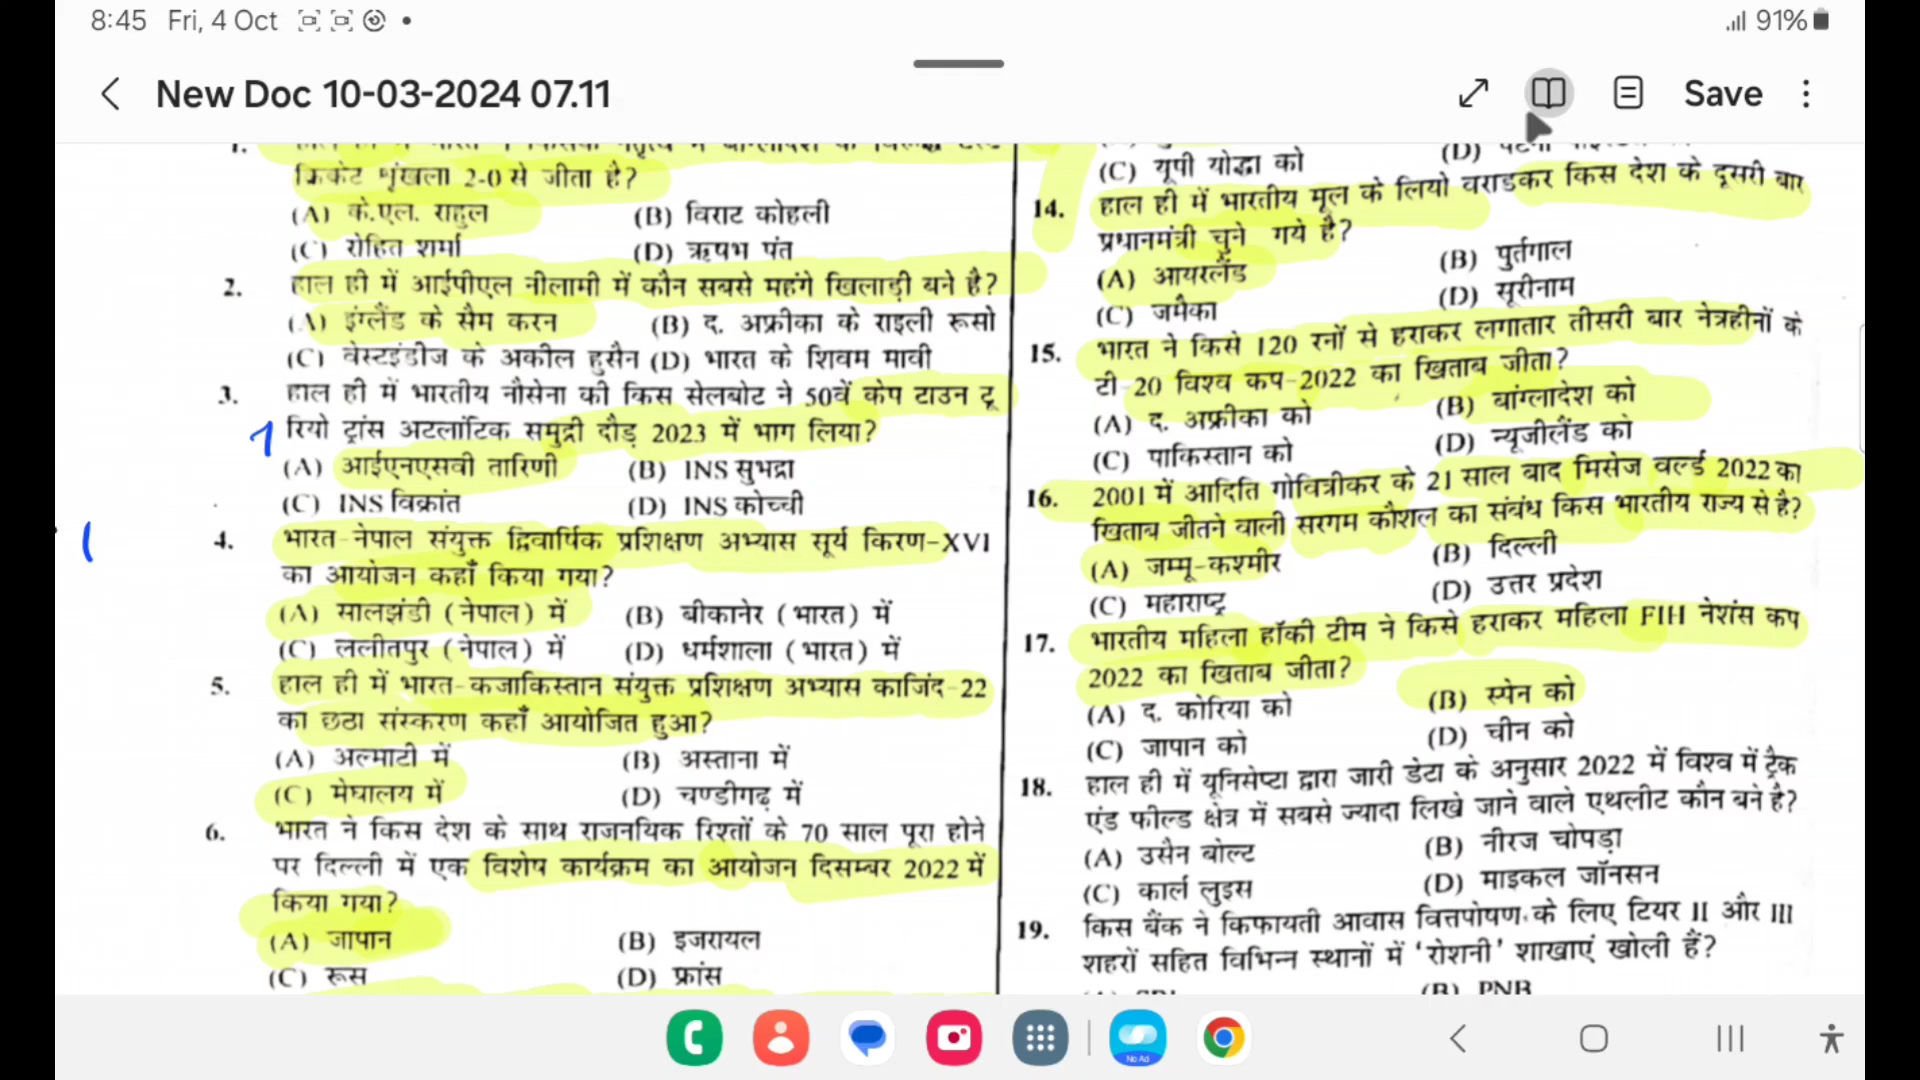 8:45 Fri, 4 Oct
91%
New Doc 10-03-2024 07.11
Save
1.
क्रिकेट शृंखला 2-0 से जीता है?
(A) के.एल. राहुल (B) विराट कोहली
(C) रोहित शर्मा (D) ऋषभ पंत
2. हाल ही में आईपीएल नीलामी में कौन सबसे महंगे खिलाड़ी बने है?
(A) इंग्लैंड के सैम करन (B) द. अफ्रीका के राइली रूसो
(C) वेस्टइंडीज के अकील हुसैन (D) भारत के शिवम मावी
3. हाल ही में भारतीय नौसेना की किस सेलबोट ने 50वें केप टाउन टू
रियो ट्रांस अटलांटिक समुद्री दौड़ 2023 में भाग लिया?
(A) आईएनएसवी तारिणी (B) INS सुभद्रा
(C) INS विक्रांत (D) INS कोच्ची
4. भारत-नेपाल संयुक्त द्विवार्षिक प्रशिक्षण अभ्यास सूर्य किरण-XVI
का आयोजन कहाँ किया गया?
(A) सालझंडी (नेपाल) में (B) बीकानेर (भारत) में
(C) ललीतपुर (नेपाल) में (D) धर्मशाला (भारत) में
5. हाल ही में भारत-कजाकिस्तान संयुक्त प्रशिक्षण अभ्यास काजिंद-22
का छठा संस्करण कहाँ आयोजित हुआ?
(A) अल्माटी में (B) अस्ताना में
(C) मेघालय में (D) चण्डीगढ़ में
6. भारत ने किस देश के साथ राजनयिक रिश्तों के 70 साल पूरा होने
पर दिल्ली में एक विशेष कार्यक्रम का आयोजन दिसम्बर 2022 में
किया गया?
(A) जापान (B) इजरायल
(C) रूस (D) फ्रांस
(C) यूपी योद्धा को (D)
14. हाल ही में भारतीय मूल के लियो वराडकर किस देश के दूसरी बार
प्रधानमंत्री चुने गये है?
(A) आयरलैंड (B) पुर्तगाल
(C) जमैका (D) सूरीनाम
15. भारत ने किसे 120 रनों से हराकर लगातार तीसरी बार नेत्रहीनों के
टी-20 विश्व कप-2022 का खिताब जीता?
(A) द. अफ्रीका को (B) बांग्लादेश को
(C) पाकिस्तान को (D) न्यूजीलैंड को
16. 2001 में आदिति गोवित्रीकर के 21 साल बाद मिसेज वर्ल्ड 2022 का
खिताब जीतने वाली सरगम कौशल का संबंध किस भारतीय राज्य से है?
(A) जम्मू-कश्मीर (B) दिल्ली
(C) महाराष्ट्र (D) उत्तर प्रदेश
17. भारतीय महिला हॉकी टीम ने किसे हराकर महिला FIH नेशंस कप
2022 का खिताब जीता?
(A) द. कोरिया को (B) स्पेन को
(C) जापान को (D) चीन को
18. हाल ही में यूनिसेप्टा द्वारा जारी डेटा के अनुसार 2022 में विश्व में ट्रैक
एंड फील्ड क्षेत्र में सबसे ज्यादा लिखे जाने वाले एथलीट कौन बने है?
(A) उसैन बोल्ट (B) नीरज चोपड़ा
(C) कार्ल लुइस (D) माइकल जॉनसन
19. किस बैंक ने किफायती आवास वित्तपोषण के लिए टियर II और III
शहरों सहित विभिन्न स्थानों में 'रोशनी' शाखाएं खोली हैं?
(B) PNB
No Ad